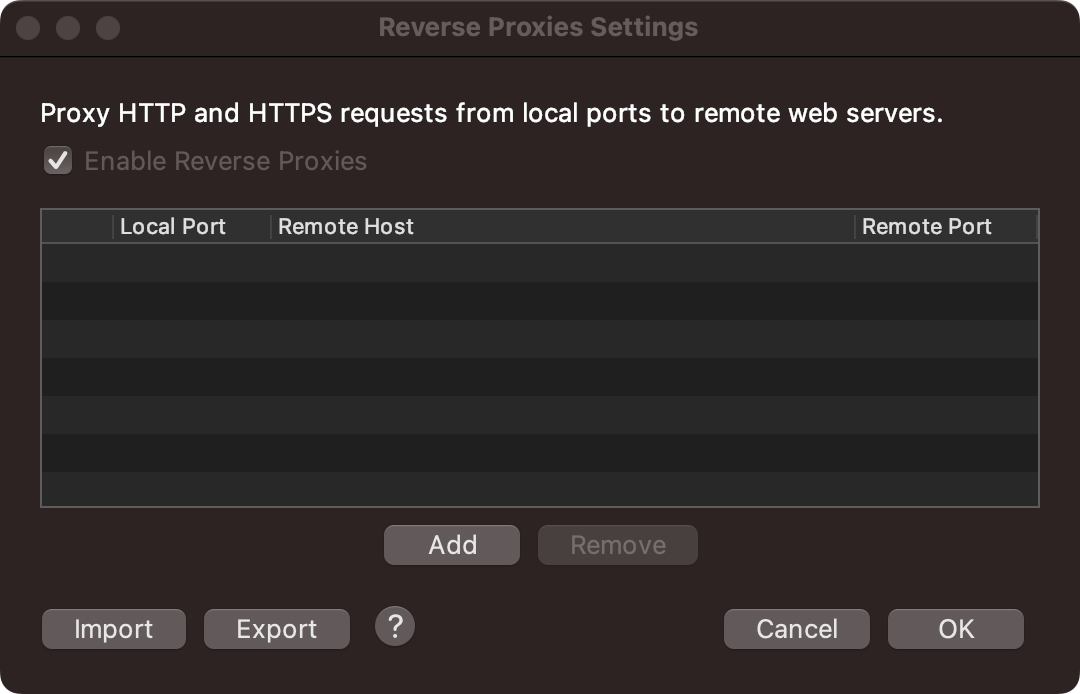 Reverse Proxies Settings
Proxy HTTP and HTTPS requests from local ports to remote web servers.
Enable Reverse Proxies
Local Port Remote Host Remote Port
Add Remove
Import Export ? Cancel OK